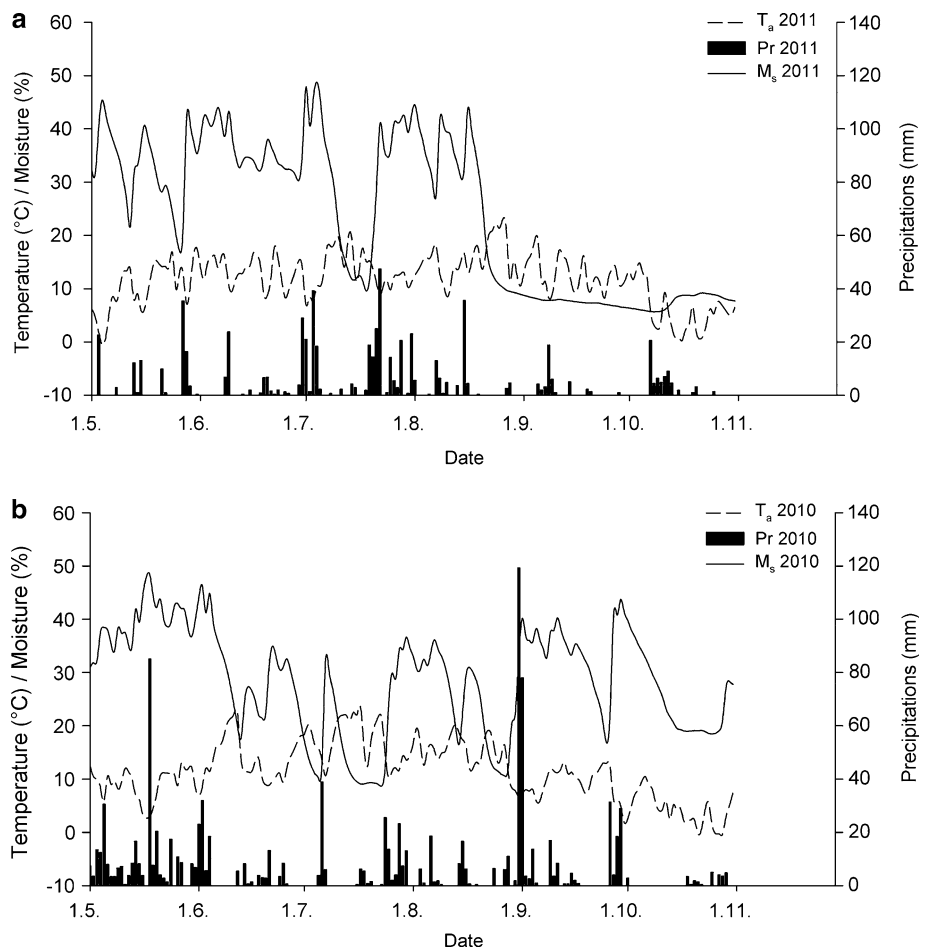 a
Temperature (°C) / Moisture (%)
60
50
40
30
20
10
0
-10
Precipitations (mm)
140
120
100
80
60
40
20
0
Tₐ 2011
Pr 2011
Mₛ 2011
1.5. 1.6. 1.7. 1.8. 1.9. 1.10. 1.11.
Date
b
Temperature (°C) / Moisture (%)
60
50
40
30
20
10
0
-10
Precipitations (mm)
140
120
100
80
60
40
20
0
Tₐ 2010
Pr 2010
Mₛ 2010
1.5. 1.6. 1.7. 1.8. 1.9. 1.10. 1.11.
Date